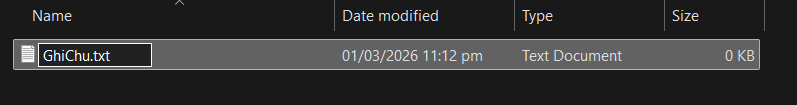 Name Date modified Type Size
GhiChu.txt 01/03/2026 11:12 pm Text Document 0 KB